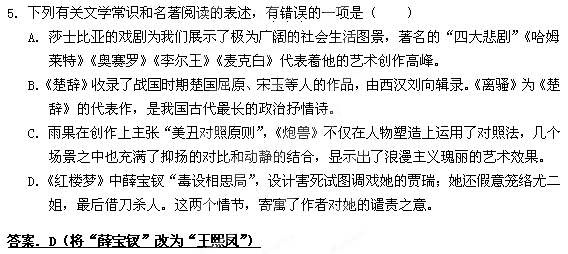 5. 下列有关文学常识和名著阅读的表述，有错误的一项是（　　）
A. 莎士比亚的戏剧为我们展示了极为广阔的社会生活图景，著名的“四大悲剧”《哈姆
莱特》《奥赛罗》《李尔王》《麦克白》代表着他的艺术创作高峰。
B.《楚辞》收录了战国时期楚国屈原、宋玉等人的作品，由西汉刘向辑录。《离骚》为《楚
辞》的代表作，是我国古代最长的政治抒情诗。
C. 雨果在创作上主张“美丑对照原则”，《炮兽》不仅在人物塑造上运用了对照法，几个
场景之中也充满了抑扬的对比和动静的结合，显示出了浪漫主义瑰丽的艺术效果。
D.《红楼梦》中薛宝钗“毒设相思局”，设计害死试图调戏她的贾瑞；她还假意笼络尤二
姐，最后借刀杀人。这两个情节，寄寓了作者对她的谴责之意。
答案．D（将“薛宝钗”改为“王熙凤”）